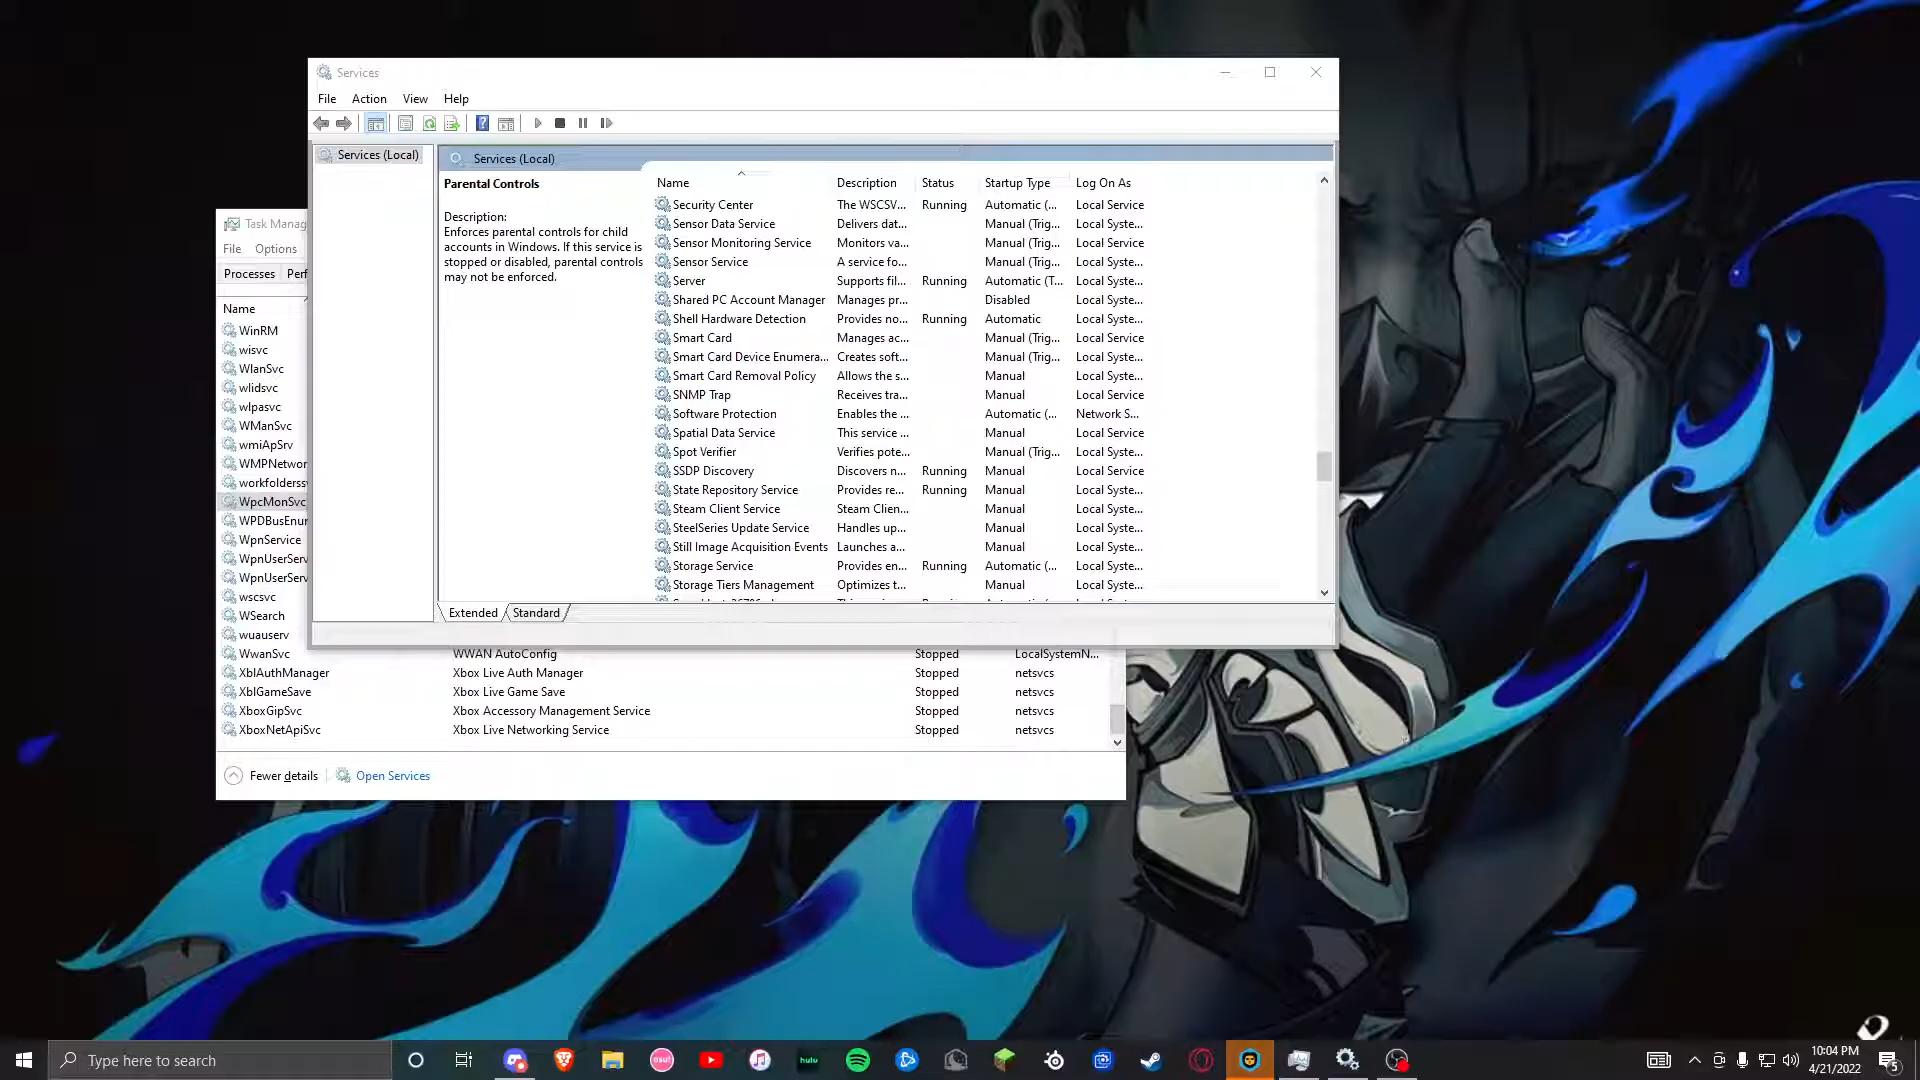 Services
File Action View Help
Services (Local)
Services (Local)
Parental Controls
Description:
Enforces parental controls for child
accounts in Windows. If this service is
stopped or disabled, parental controls
may not be enforced.
Name Description Status Startup Type Log On As
Security Center The WSCSV... Running Automatic (... Local Service
Sensor Data Service Delivers dat... Manual (Trig... Local Syste...
Sensor Monitoring Service Monitors va... Manual (Trig... Local Service
Sensor Service A service fo... Manual (Trig... Local Syste...
Server Supports fil... Running Automatic (T... Local Syste...
Shared PC Account Manager Manages pr... Disabled Local Syste...
Shell Hardware Detection Provides no... Running Automatic Local Syste...
Smart Card Manages ac... Manual (Trig... Local Service
Smart Card Device Enumera... Creates soft... Manual (Trig... Local Syste...
Smart Card Removal Policy Allows the s... Manual Local Syste...
SNMP Trap Receives tra... Manual Local Service
Software Protection Enables the ... Automatic (... Network S...
Spatial Data Service This service ... Manual Local Service
Spot Verifier Verifies pote... Manual (Trig... Local Syste...
SSDP Discovery Discovers n... Running Manual Local Service
State Repository Service Provides re... Running Manual Local Syste...
Steam Client Service Steam Clien... Manual Local Syste...
SteelSeries Update Service Handles up... Manual Local Syste...
Still Image Acquisition Events Launches a... Manual Local Syste...
Storage Service Provides en... Running Automatic (... Local Syste...
Storage Tiers Management Optimizes t... Manual Local Syste...
Extended Standard
Task Manag
File Options
Processes Perf
Name
WinRM
wisvc
WlanSvc
wlidsvc
wlpasvc
WManSvc
wmiApSrv
WMPNetwor
workfolderssv
WpcMonSvc
WPDBusEnum
WpnService
WpnUserServ
WpnUserServ
wscsvc
WSearch
wuauserv
WwanSvc WWAN AutoConfig Stopped LocalSystemN...
XblAuthManager Xbox Live Auth Manager Stopped netsvcs
XblGameSave Xbox Live Game Save Stopped netsvcs
XboxGipSvc Xbox Accessory Management Service Stopped netsvcs
XboxNetApiSvc Xbox Live Networking Service Stopped netsvcs
Fewer details Open Services
Type here to search
osu!
hulu
10:04 PM
4/21/2022
5